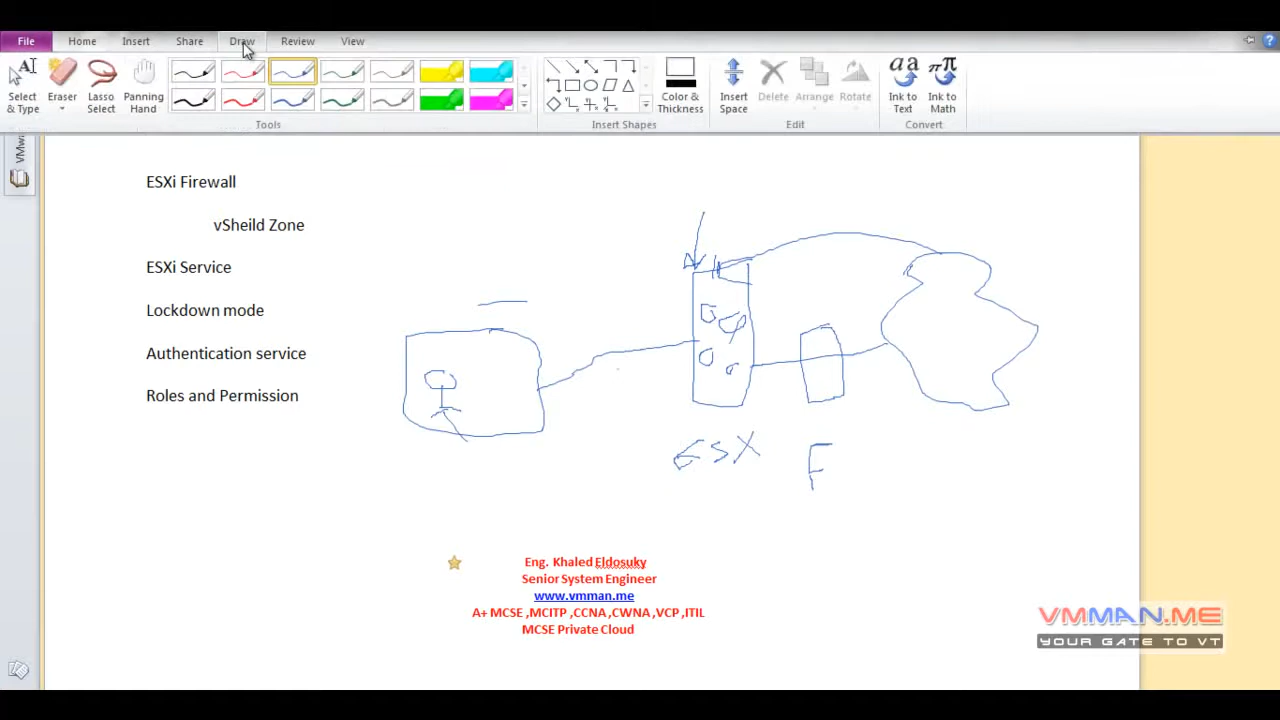 File Home Insert Share Draw Review View
Select & Type
Eraser
Lasso Select
Panning Hand
Color & Thickness
Insert Space
Delete
Arrange
Rotate
Ink to Text
Ink to Math
Tools
Insert Shapes
Edit
Convert
VMwa
ESXi Firewall
vSheild Zone
ESXi Service
Lockdown mode
Authentication service
Roles and Permission
ESX
F
Eng. Khaled Eldosuky
Senior System Engineer
www.vmman.me
A+ MCSE ,MCITP ,CCNA,CWNA,VCP ,ITIL
MCSE Private Cloud
VMMAN.ME
YOUR GATE TO VT